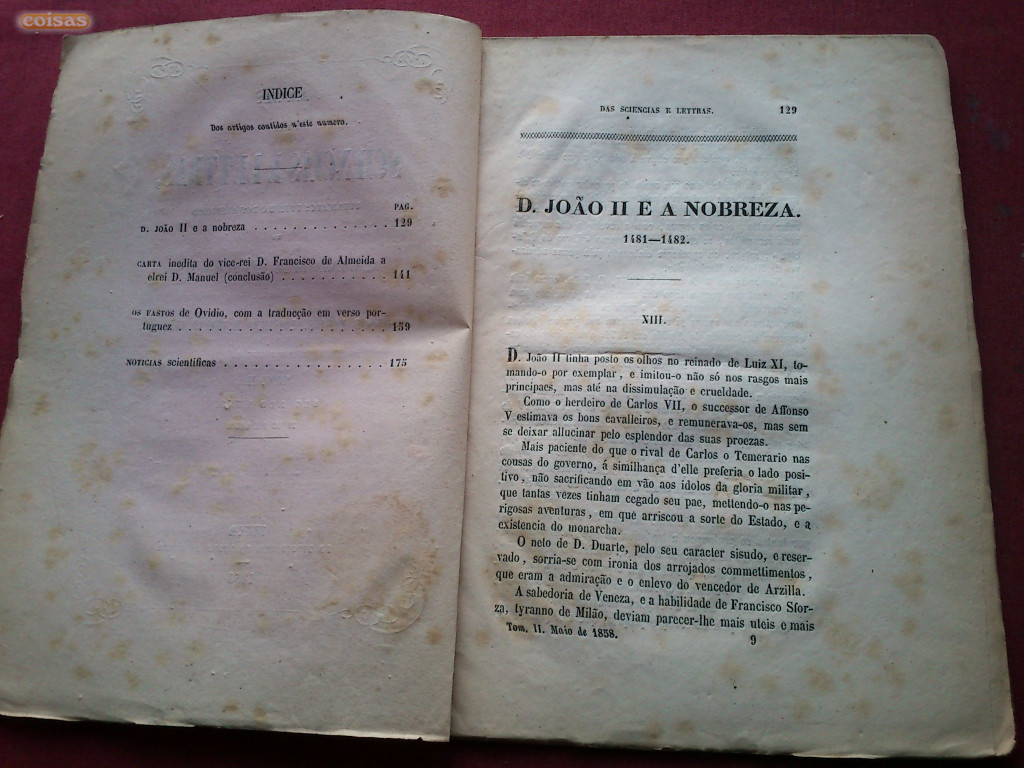 coisas
INDICE
Dos artigos contidos n'este numero.
PAG.
D. JOÃO II e a nobreza . . . . . . . . . . . . . . . 129
CARTA inedita do vice-rei D. Francisco de Almeida a
elrei D. Manuel (conclusão) . . . . . . . . . . . 141
OS FASTOS de Ovidio, com a traducção em verso por-
tuguez . . . . . . . . . . . . . . . . . . . . . . 159
NOTICIAS scientificas . . . . . . . . . . . . . . . . . 175
DAS SCIENCIAS E LETTRAS. 129
D. JOÃO II E A NOBREZA.
1481—1482.
XIII.
D. João II tinha posto os olhos no reinado de Luiz XI, to-
mando-o por exemplar, e imitou-o não só nos rasgos mais
principaes, mas até na dissimulação e crueldade.
Como o herdeiro de Carlos VII, o successor de Affonso
V estimava os bons cavalleiros, e remunerava-os, mas sem
se deixar allucinar pelo esplendor das suas proezas.
Mais paciente do que o rival de Carlos o Temerario nas
cousas do governo, á similhança d'elle preferia o lado posi-
tivo, não sacrificando em vão aos idolos da gloria militar,
que tantas vezes tinham cegado seu pae, mettendo-o nas pe-
rigosas aventuras, em que arriscou a sorte do Estado, e a
existencia do monarcha.
O neto de D. Duarte, pelo seu caracter sisudo, e reser-
vado, sorria-se com ironia dos arrojados commettimentos,
que eram a admiração e o enlevo do vencedor de Arzilla.
A sabedoria de Veneza, e a habilidade de Francisco Sfor-
za, tyranno de Milão, deviam parecer-lhe mais uteis e mais
Tom. II. Maio de 1858. 9